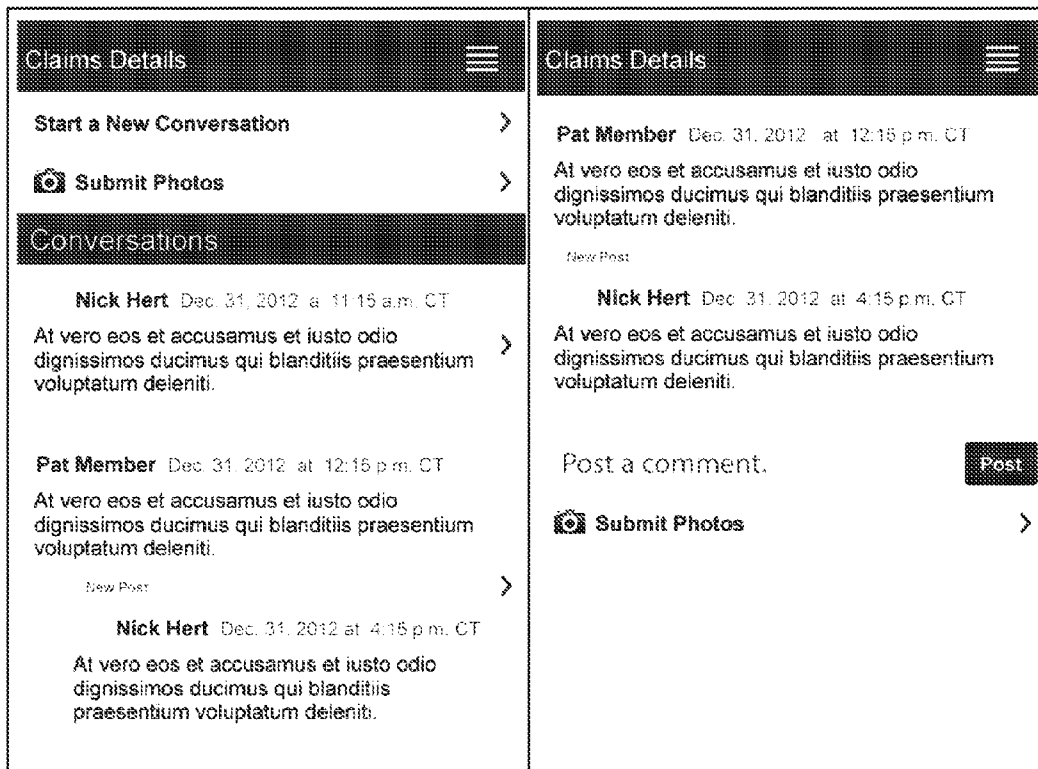 Claims Details
Start a New Conversation
Submit Photos
Conversations
Nick Hert Dec. 31, 2012 a 11:15 a.m. CT
At vero eos et accusamus et iusto odio
dignissimos ducimus qui blanditiis praesentium
voluptatum deleniti.
Pat Member Dec. 31, 2012 at 12:15 p.m. CT
At vero eos et accusamus et iusto odio
dignissimos ducimus qui blanditiis praesentium
voluptatum deleniti.
New Post
Nick Hert Dec. 31, 2012 at 4:15 p.m. CT
At vero eos et accusamus et iusto odio
dignissimos ducimus qui blanditiis
praesentium voluptatum deleniti.
Claims Details
Pat Member Dec. 31, 2012 at 12:15 p.m. CT
At vero eos et accusamus et iusto odio
dignissimos ducimus qui blanditiis praesentium
voluptatum deleniti.
New Post
Nick Hert Dec. 31, 2012 at 4:15 p.m. CT
At vero eos et accusamus et iusto odio
dignissimos ducimus qui blanditiis praesentium
voluptatum deleniti.
Post a comment.
Post
Submit Photos